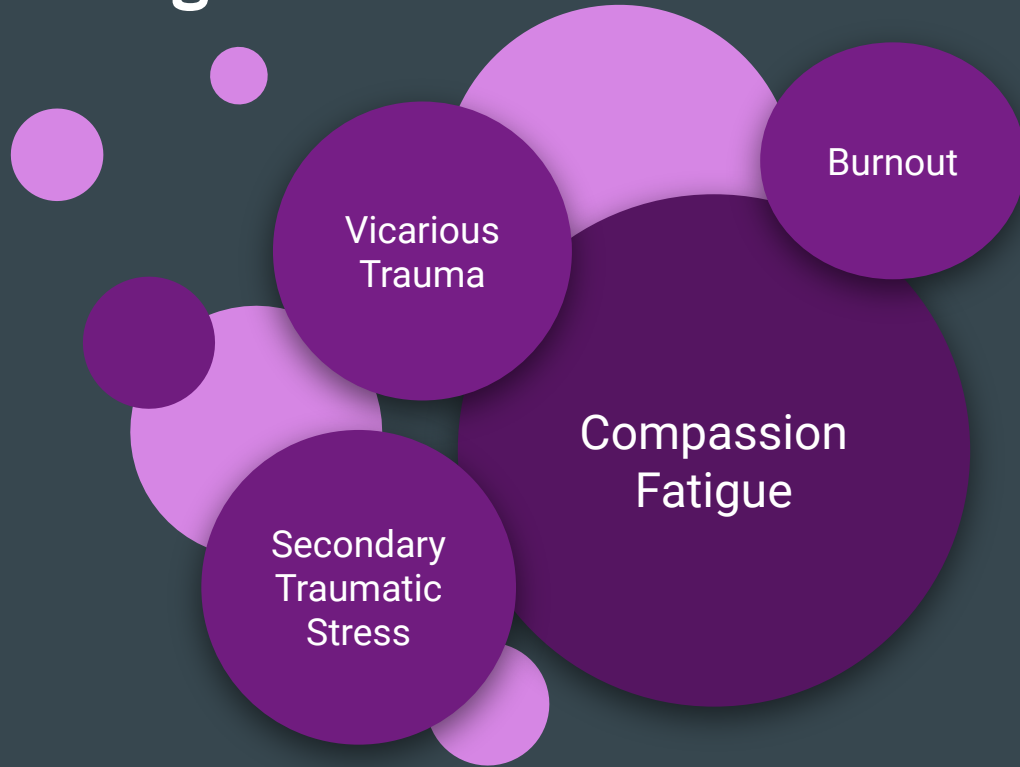 Vicarious
Trauma
Burnout
Compassion
Fatigue
Secondary
Traumatic
Stress